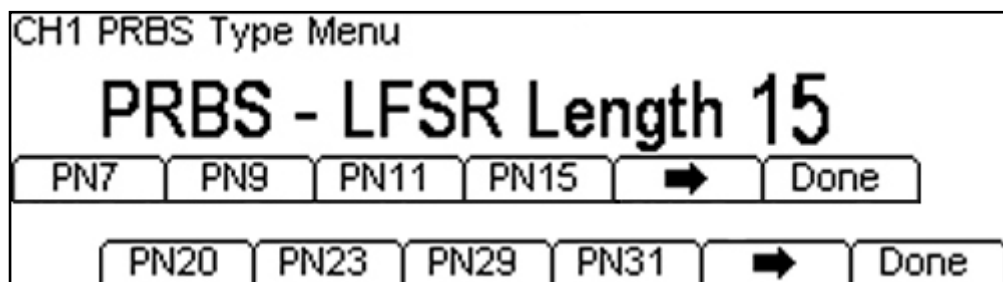 CH1 PRBS Type Menu
PRBS - LFSR Length 15
PN7 PN9 PN11 PN15 ➡ Done
PN20 PN23 PN29 PN31 ➡ Done